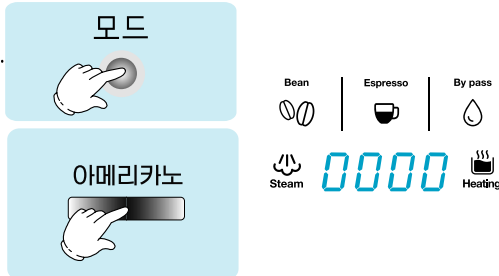 모드
아메리카노
Bean Espresso By pass
Steam 0000 Heating